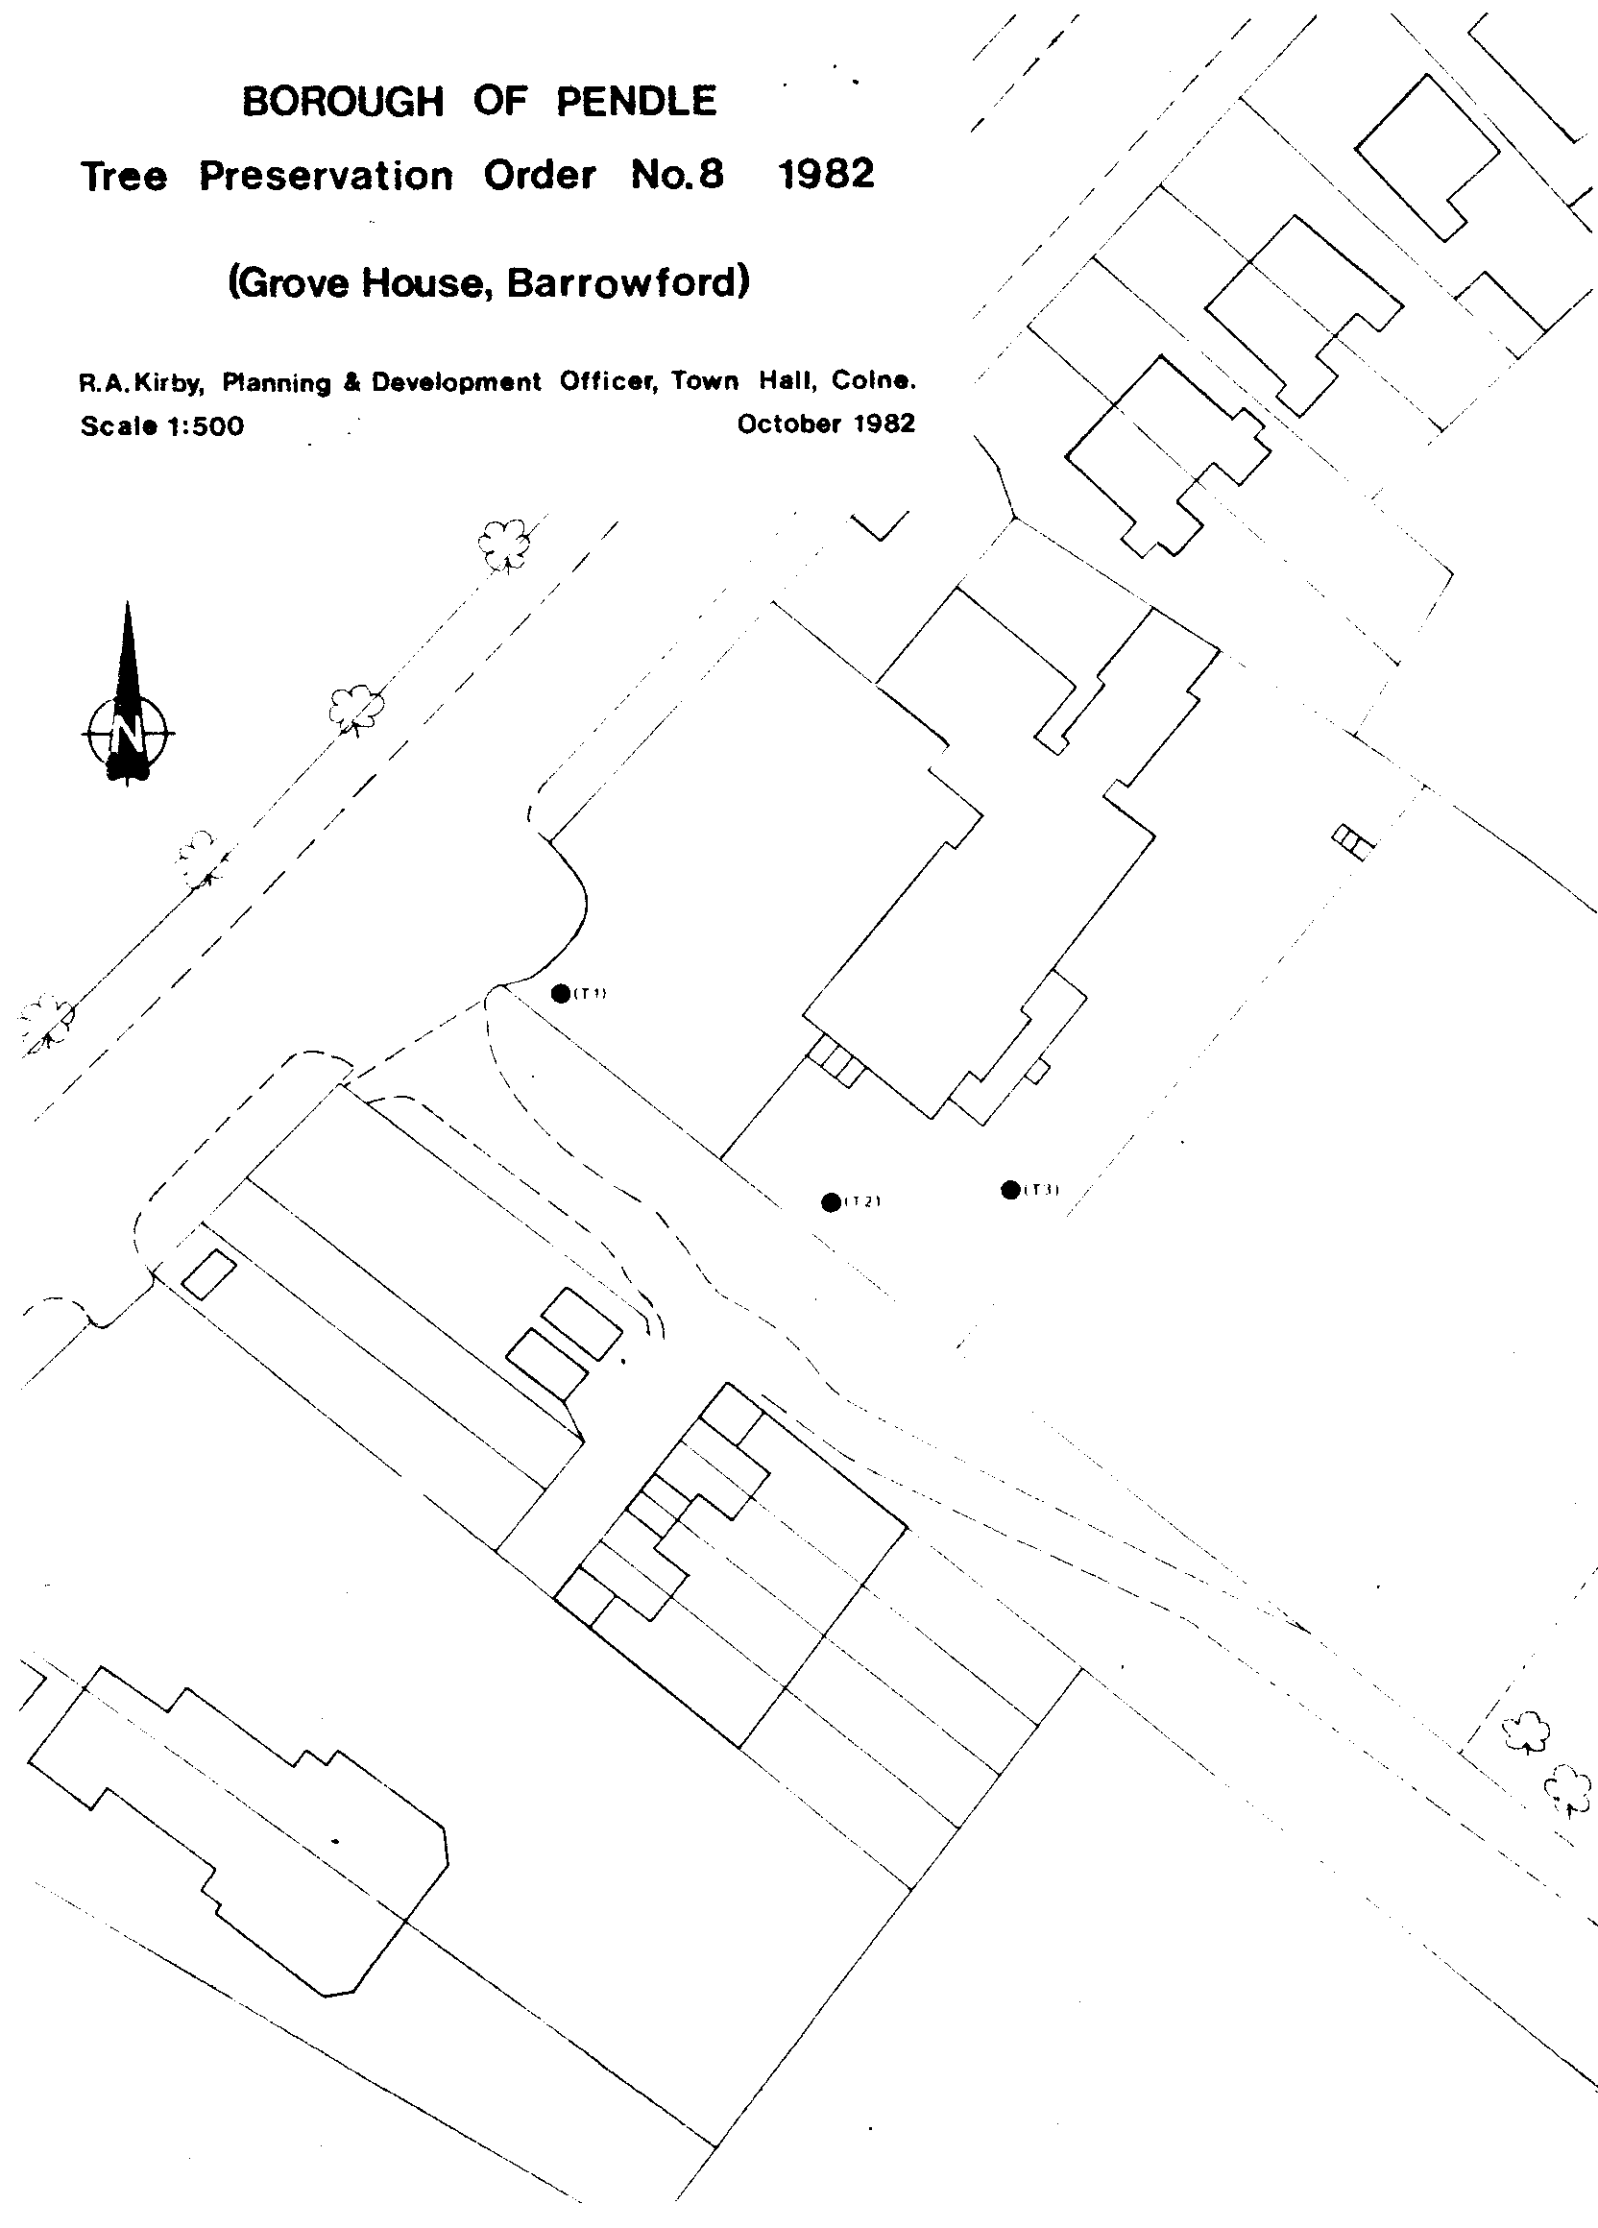 BOROUGH OF PENDLE
Tree Preservation Order No.8 1982
(Grove House, Barrowford)
R.A.Kirby, Planning & Development Officer, Town Hall, Colne.
Scale 1:500 October 1982
N
(T1)
(T2)
(T3)